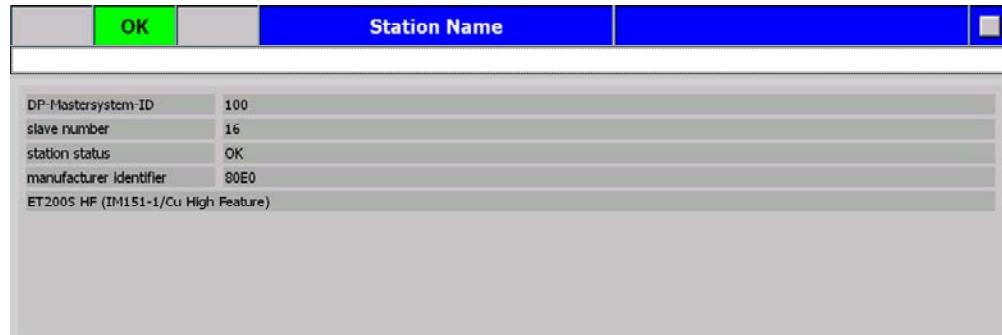 OK Station Name
DP-Mastersystem-ID 100
slave number 16
station status OK
manufacturer identifier 80E0
ET200S HF (IM151-1/Cu High Feature)